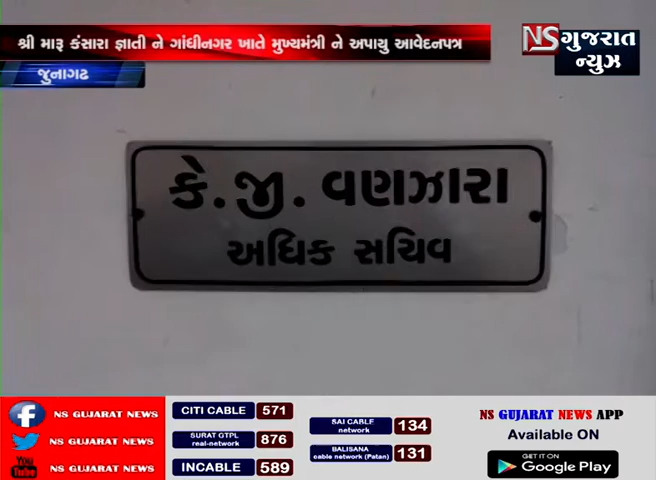 શ્રી મારૂ કંસારા જ્ઞાતી ને ગાંધીનગર ખાતે મુખ્યમંત્રી ને અપાયુ આવેદનપત્ર
જુનાગઢ
NS ગુજરાત
ન્યુઝ
કે.જી. વણઝારા
અધિક સચિવ
NS GUJARAT NEWS
NS GUJARAT NEWS
You Tube NS GUJARAT NEWS
CITI CABLE 571
SURAT GTPL
real-network 876
INCABLE 589
SAI CABLE
network 134
BALISANA
cable network (Patan) 131
NS GUJARAT NEWS APP
Available ON
GET IT ON
Google Play